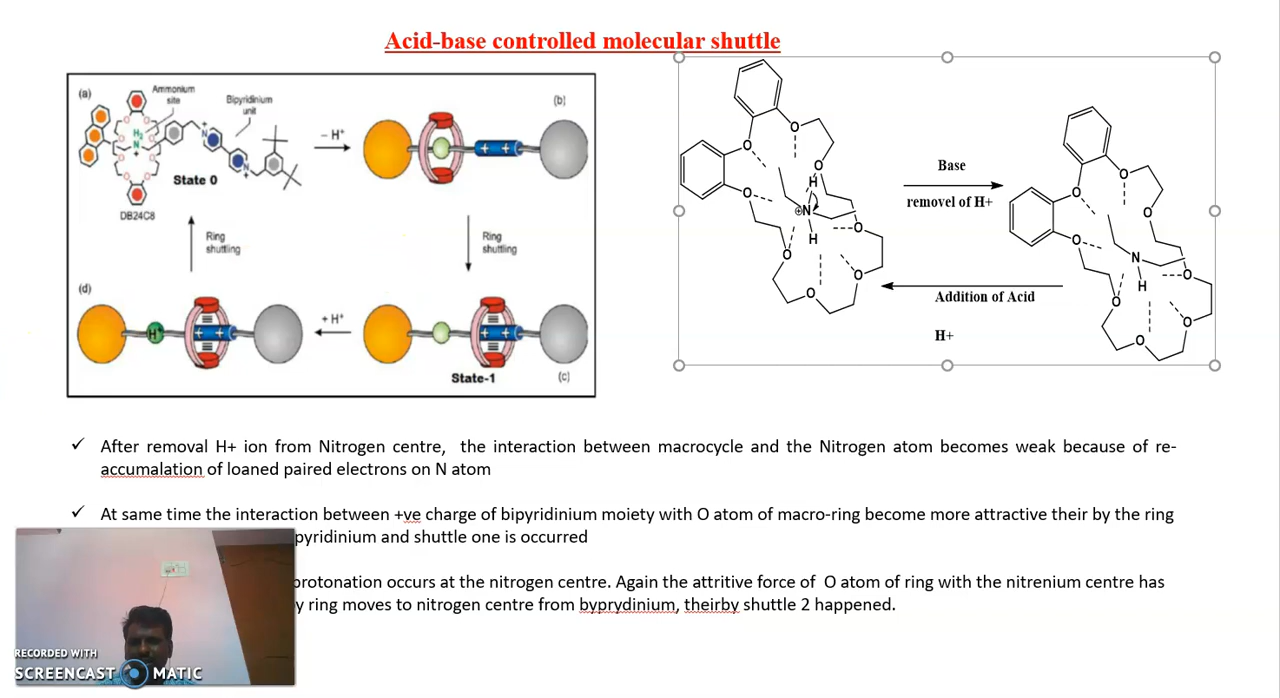 Acid-base controlled molecular shuttle
(a)
Ammonium
site
Bipyridinium
unit
H₂
N
+
N
+
N
+
O
State 0
DB24C8
– H⁺
(b)
+ +
Ring
shuttling
Ring
shuttling
(d)
H⁺
+ +
+ H⁺
+ +
State-1
(c)
O
O
O
O
H
⊕N
H
O
O
O
O
Base
removel of H+
Addition of Acid
H+
O
O
O
O
N
H
O
O
O
O
✓ After removal H+ ion from Nitrogen centre, the interaction between macrocycle and the Nitrogen atom becomes weak because of re-
accumalation of loaned paired electrons on N atom
✓ At same time the interaction between +ve charge of bipyridinium moiety with O atom of macro-ring become more attractive their by the ring
pyridinium and shuttle one is occurred
protonation occurs at the nitrogen centre. Again the attritive force of O atom of ring with the nitrenium centre has
y ring moves to nitrogen centre from byprydinium, theirby shuttle 2 happened.
RECORDED WITH
SCREENCAST MATIC